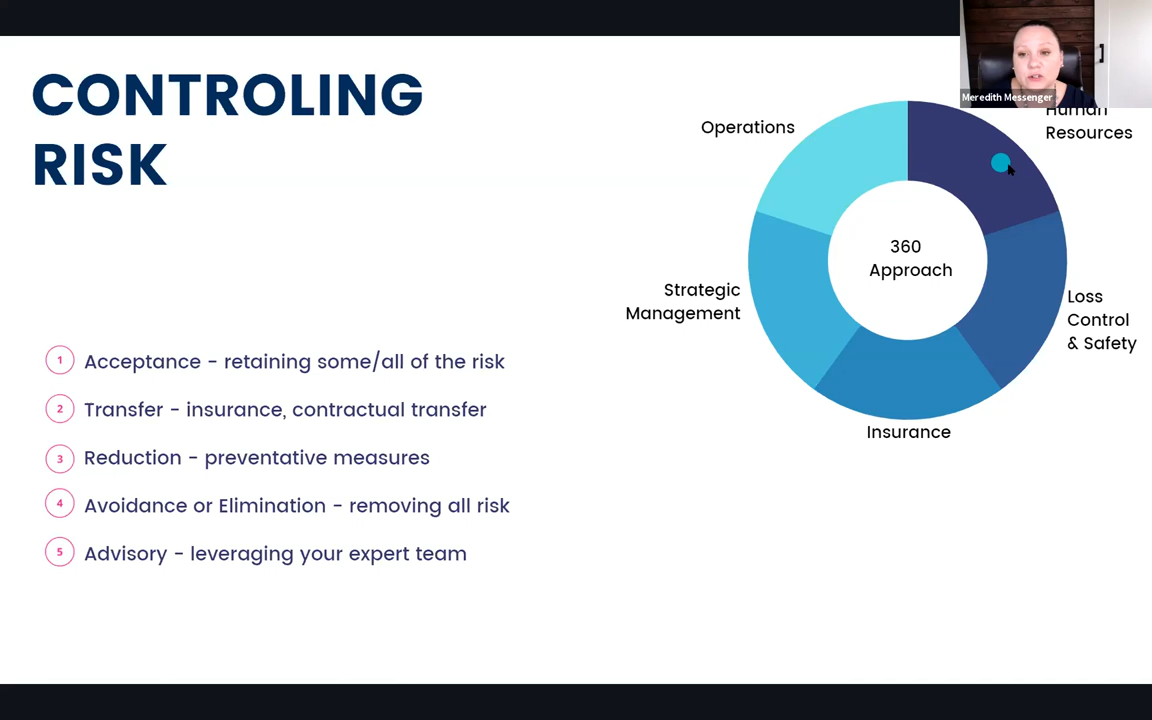 CONTROLING
RISK
1 Acceptance - retaining some/all of the risk
2 Transfer - insurance, contractual transfer
3 Reduction - preventative measures
4 Avoidance or Elimination - removing all risk
5 Advisory - leveraging your expert team
Meredith Messenger
Operations
Human
Resources
360
Approach
Strategic
Management
Loss
Control
& Safety
Insurance